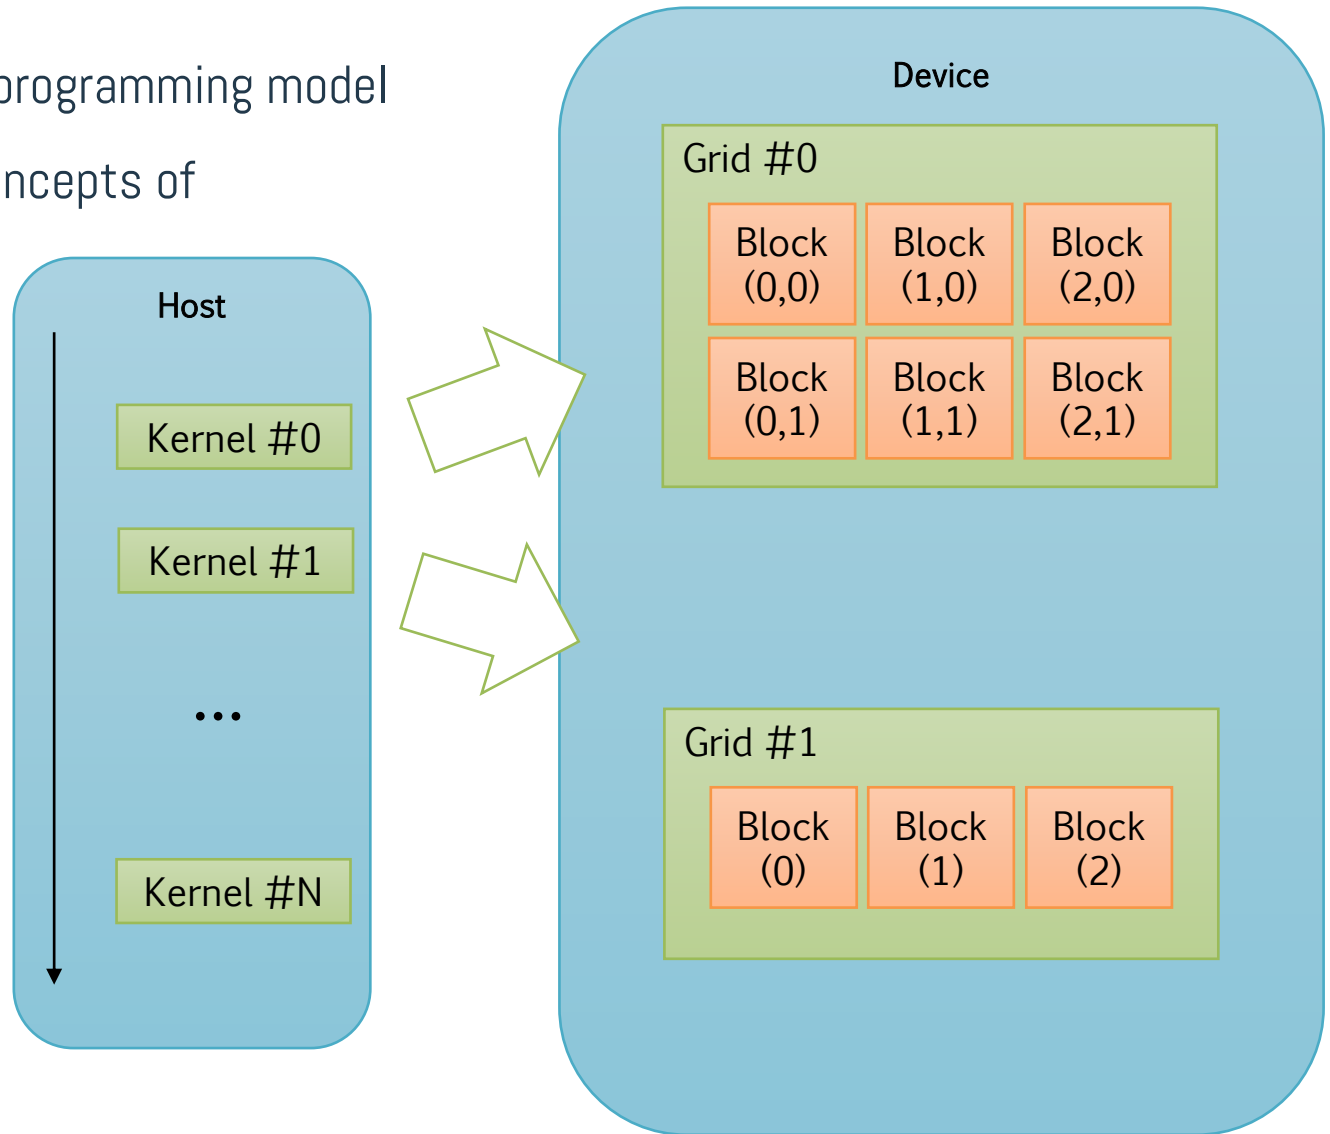 programming model
ncepts of
Host
Kernel #0
Kernel #1
...
Kernel #N
Device
Grid #0
Block
(0,0)
Block
(1,0)
Block
(2,0)
Block
(0,1)
Block
(1,1)
Block
(2,1)
Grid #1
Block
(0)
Block
(1)
Block
(2)